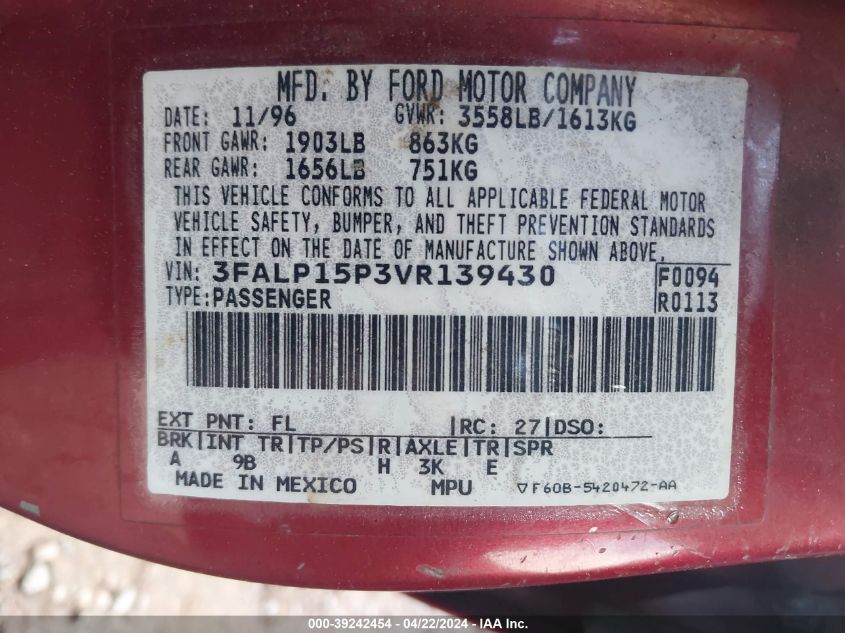 MFD. BY FORD MOTOR COMPANY
DATE: 11/96 GVWR: 3558LB/1613KG
FRONT GAWR: 1903LB 863KG
REAR GAWR: 1656LB 751KG
THIS VEHICLE CONFORMS TO ALL APPLICABLE FEDERAL MOTOR
VEHICLE SAFETY, BUMPER, AND THEFT PREVENTION STANDARDS
IN EFFECT ON THE DATE OF MANUFACTURE SHOWN ABOVE.
VIN: 3FALP15P3VR139430 F0094
TYPE: PASSENGER R0113
EXT PNT: FL RC: 27 DSO:
BRK INT TR TP/PS R AXLE TR SPR
A 9B H 3K E
MADE IN MEXICO MPU F60B-5420472-AA
000-39242454 - 04/22/2024 - IAA Inc.